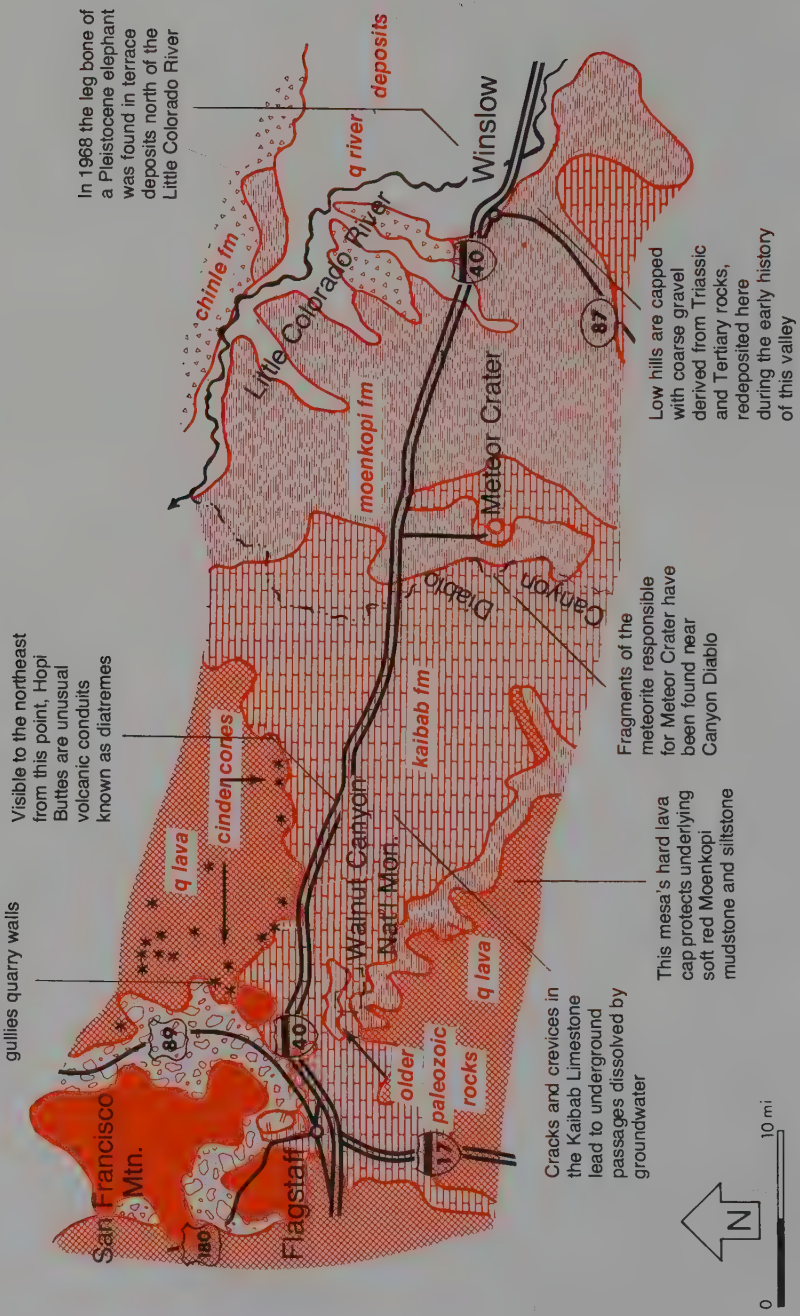 gullies quarry walls
Visible to the northeast
from this point, Hopi
Buttes are unusual
volcanic conduits
known as diatremes
In 1968 the leg bone of
a Pleistocene elephant
was found in terrace
deposits north of the
Little Colorado River
San Francisco
Mtn.
180
89
Flagstaff
40
17
q lava
cinder cones
Walnut Canyon
Nat'l Mon.
older
paleozoic
rocks
q lava
kaibab fm
Diablo
Canyon
Meteor Crater
moenkopi fm
chinle fm
Little Colorado River
q river
deposits
40
Winslow
87
Cracks and crevices in
the Kaibab Limestone
lead to underground
passages dissolved by
groundwater
This mesa's hard lava
cap protects underlying
soft red Moenkopi
mudstone and siltstone
Fragments of the
meteorite responsible
for Meteor Crater have
been found near
Canyon Diablo
Low hills are capped
with coarse gravel
derived from Triassic
and Tertiary rocks,
redeposited here
during the early history
of this valley
N
0
10 mi